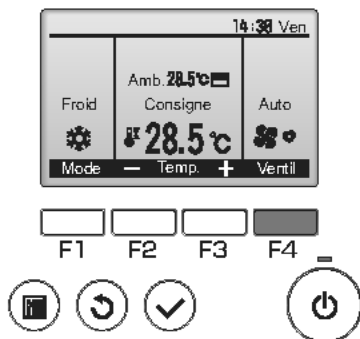 14:38 Ven
Amb. 28.5°C
Froid Consigne Auto
28.5°C
Mode — Temp. + Ventil
F1 F2 F3 F4